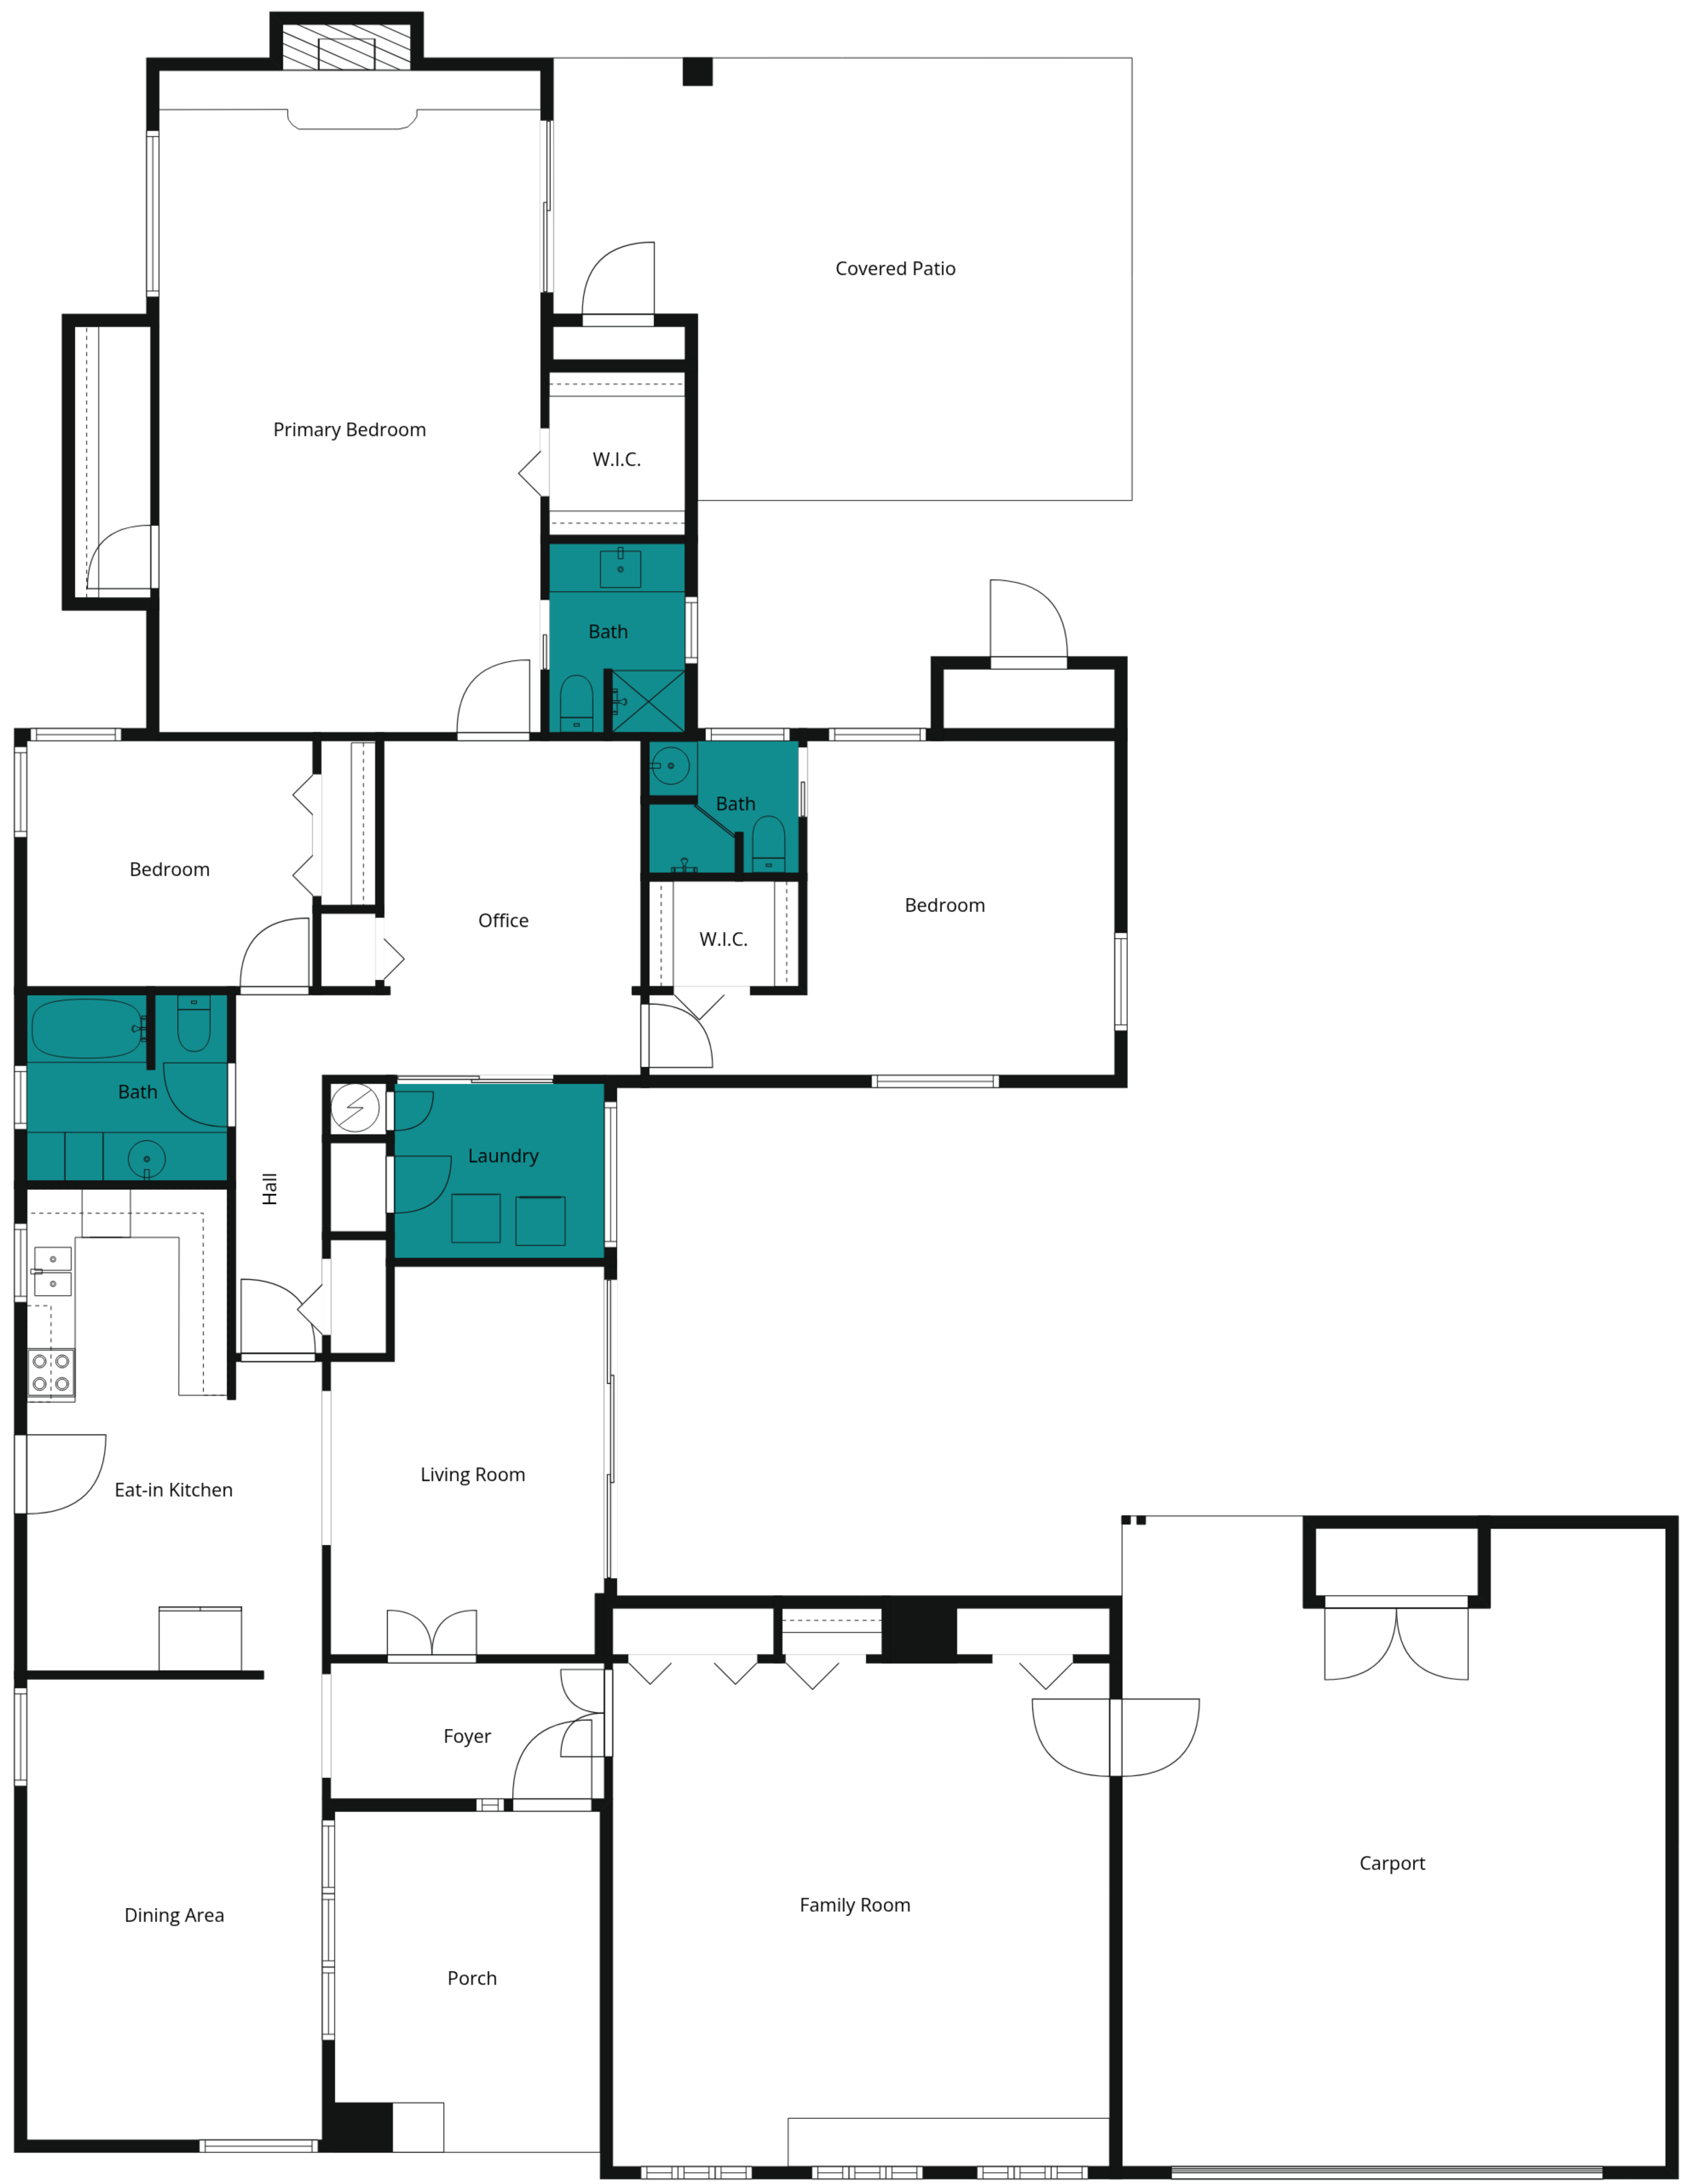 Covered Patio
Primary Bedroom
W.I.C.
Bath
Bath
Bedroom
Bedroom
Office
W.I.C.
Bath
Laundry
Hall
Living Room
Eat-in Kitchen
Foyer
Carport
Family Room
Dining Area
Porch